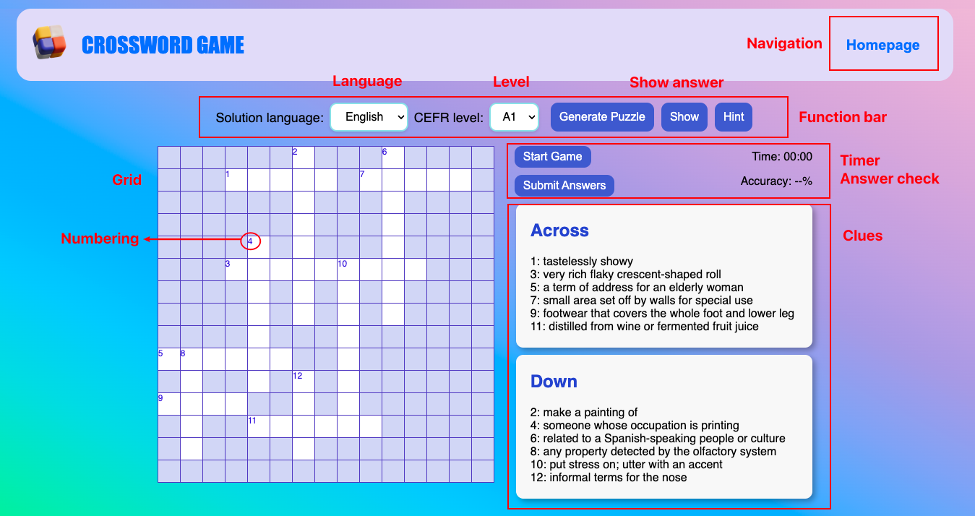 CROSSWORD GAME
Navigation
Homepage
Language
Level
Show answer
Solution language: English CEFR level: A1 Generate Puzzle Show Hint
Function bar
Start Game
Time: 00:00
Submit Answers
Accuracy: --%
Timer
Answer check
Grid
Numbering
2 6
1 7
4
3 10
5 8
12
9
11
Clues
Across
1: tastelessly showy
3: very rich flaky crescent-shaped roll
5: a term of address for an elderly woman
7: small area set off by walls for special use
9: footwear that covers the whole foot and lower leg
11: distilled from wine or fermented fruit juice
Down
2: make a painting of
4: someone whose occupation is printing
6: related to a Spanish-speaking people or culture
8: any property detected by the olfactory system
10: put stress on; utter with an accent
12: informal terms for the nose